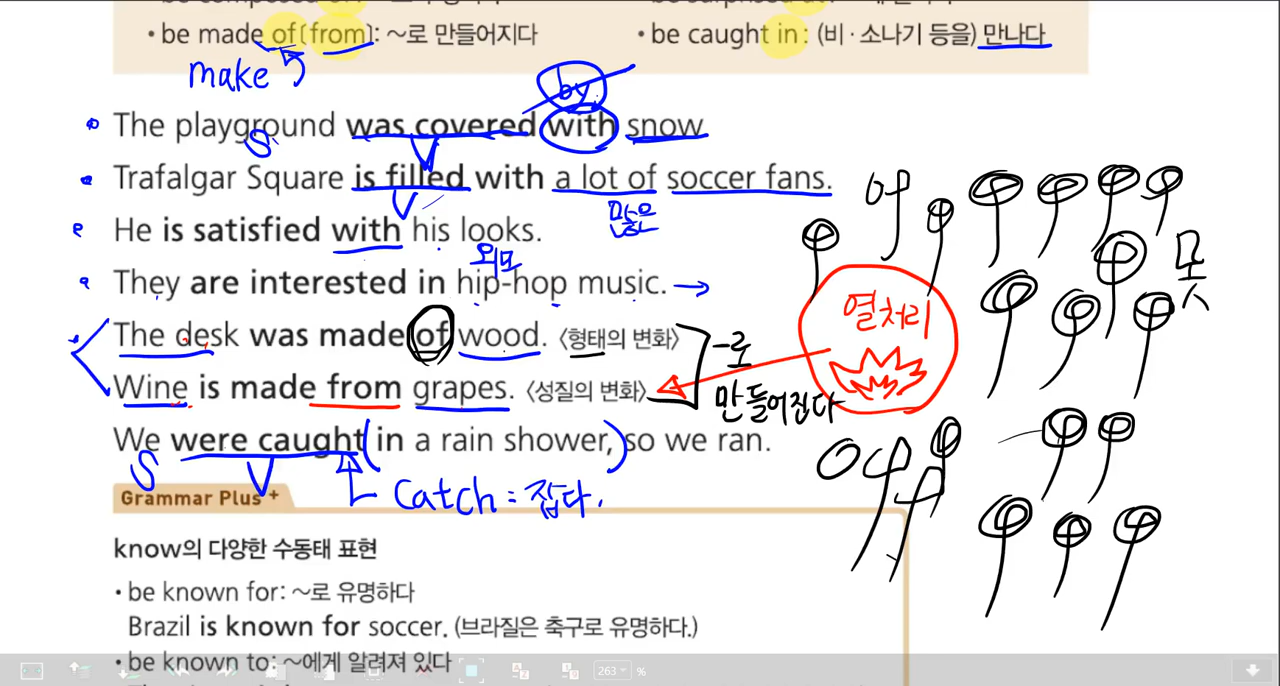 • be made of(from): ~로 만들어지다
• be caught in: (비·소나기 등을) 만나다
make
by
The playground was covered with snow
S
V
Trafalgar Square is filled with a lot of soccer fans.
V
많은
He is satisfied with his looks.
외모
They are interested in hip-hop music.
The desk was made of wood. <형태의 변화>
Wine is made from grapes. <성질의 변화>
-로
만들어진다
열처리
못
We were caught (in a rain shower,) so we ran.
S
V
catch = 잡다.
Grammar Plus +
know의 다양한 수동태 표현
• be known for: ~로 유명하다
Brazil is known for soccer. (브라질은 축구로 유명하다.)
• be known to: ~에게 알려져 있다
263 %